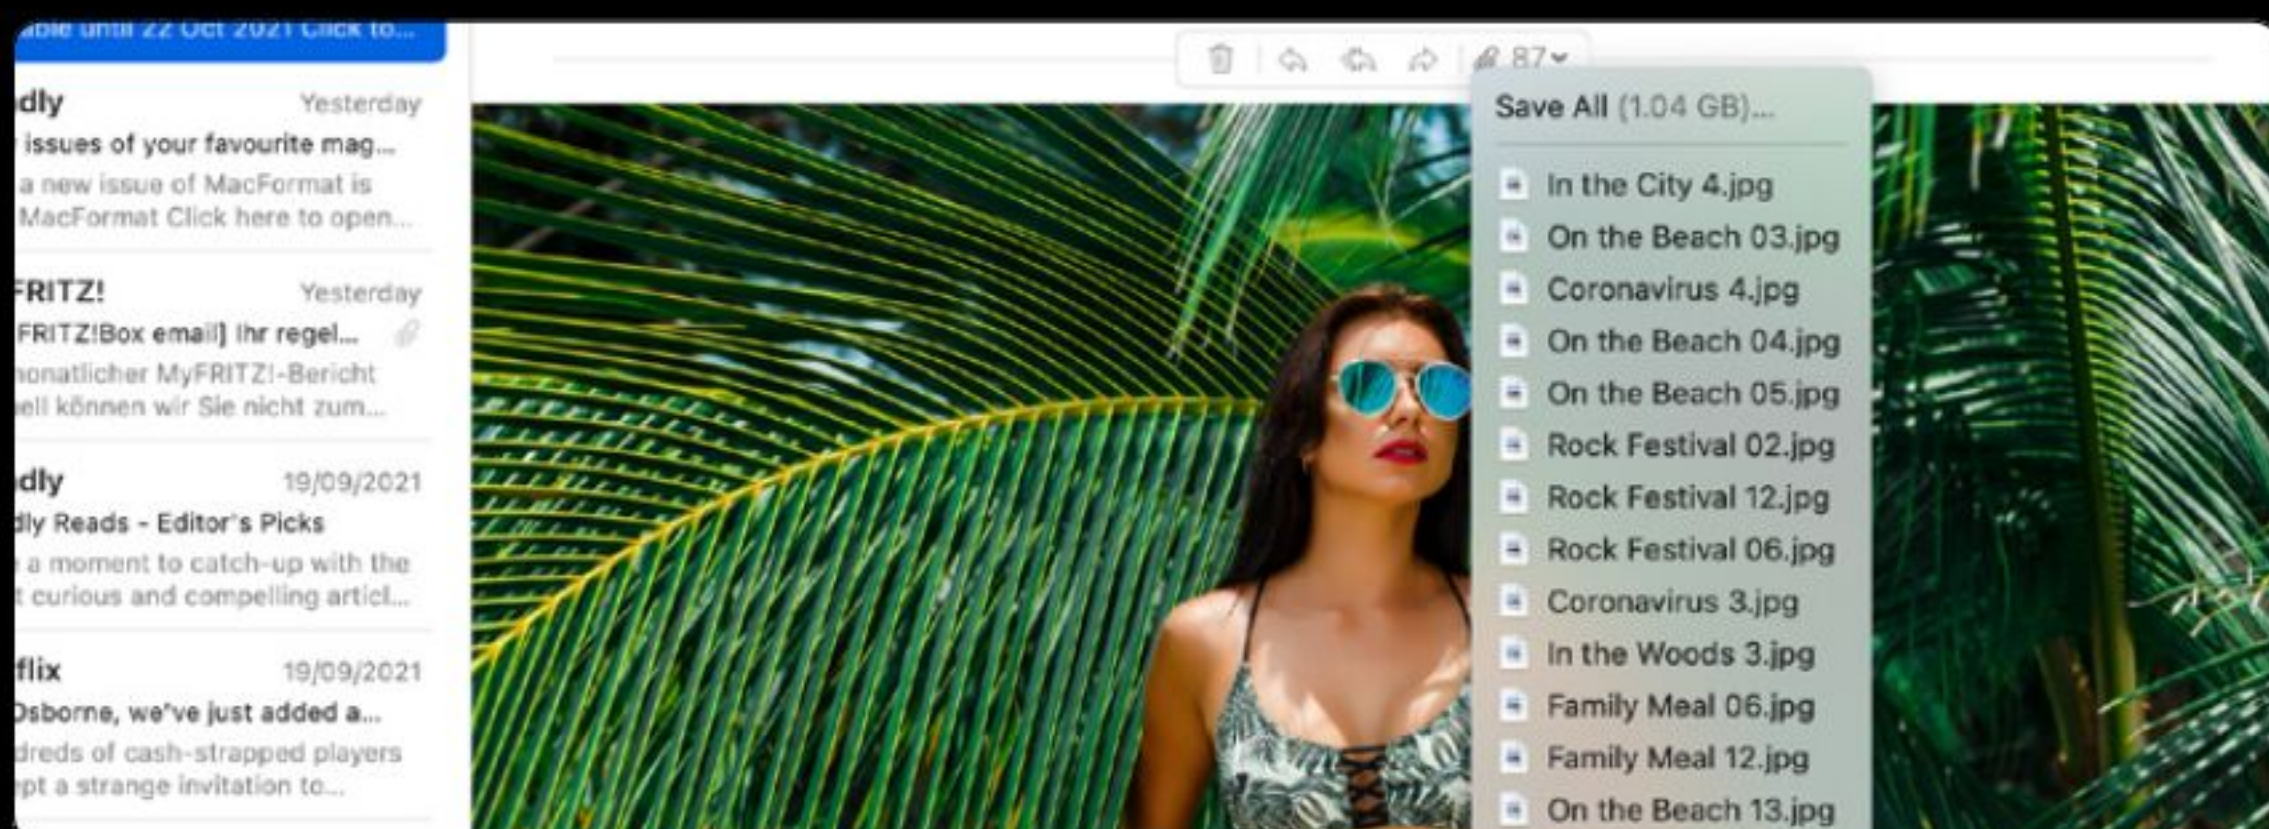 able until 22 Oct 2021 Click to...
dly Yesterday
issues of your favourite mag...
a new issue of MacFormat is
MacFormat Click here to open...
FRITZ! Yesterday
FRITZ!Box email] Ihr regel...
nonatlicher MyFRITZ!-Bericht
ell können wir Sie nicht zum...
dly 19/09/2021
dly Reads - Editor's Picks
a moment to catch-up with the
t curious and compelling articl...
flix 19/09/2021
Osborne, we've just added a...
dreds of cash-strapped players
ept a strange invitation to...
87
Save All (1.04 GB)...
In the City 4.jpg
On the Beach 03.jpg
Coronavirus 4.jpg
On the Beach 04.jpg
On the Beach 05.jpg
Rock Festival 02.jpg
Rock Festival 12.jpg
Rock Festival 06.jpg
Coronavirus 3.jpg
In the Woods 3.jpg
Family Meal 06.jpg
Family Meal 12.jpg
On the Beach 13.jpg